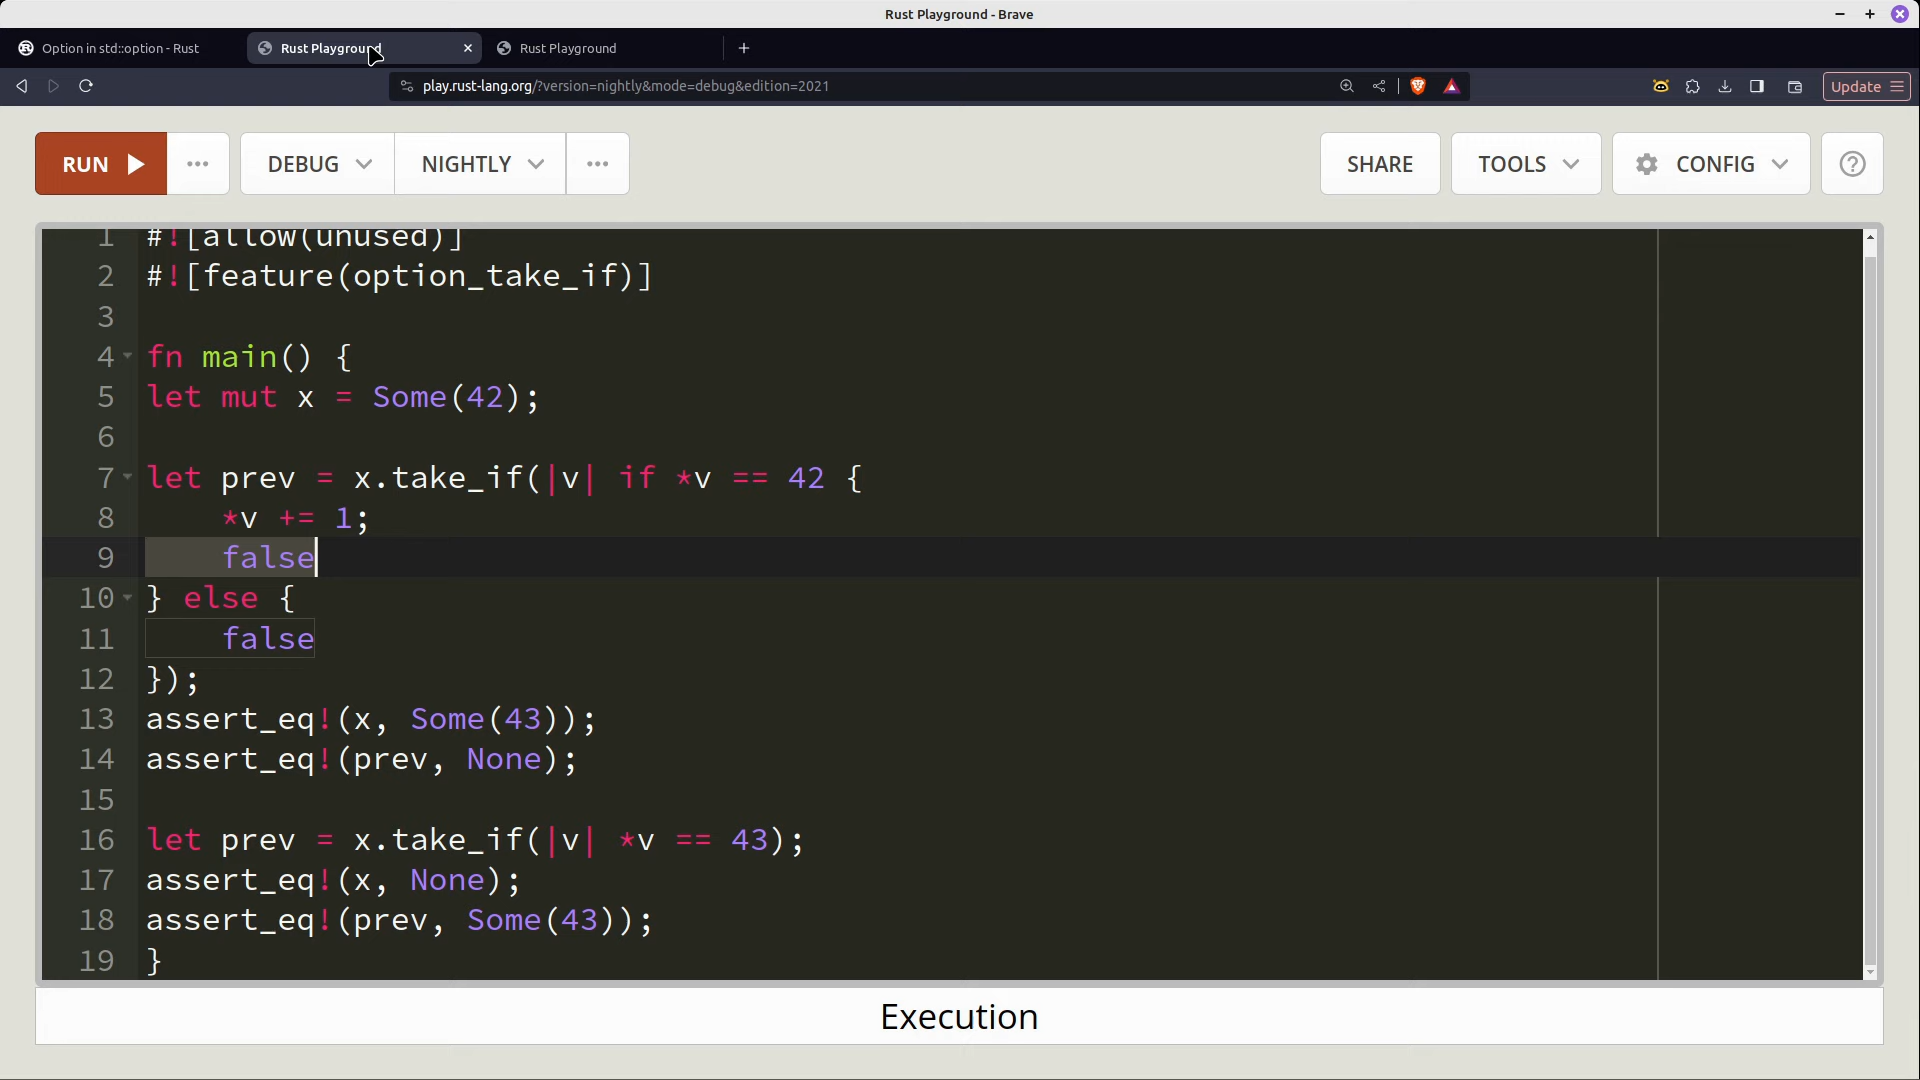 Rust Playground - Brave
Option in std::option - Rust
Rust Playground
Rust Playground
play.rust-lang.org/?version=nightly&mode=debug&edition=2021
Update
RUN
DEBUG
NIGHTLY
SHARE
TOOLS
CONFIG
1 #![allow(unused)]
2 #![feature(option_take_if)]
3
4 fn main() {
5 let mut x = Some(42);
6
7 let prev = x.take_if(|v| if *v == 42 {
8     *v += 1;
9     false
10 } else {
11     false
12 });
13 assert_eq!(x, Some(43));
14 assert_eq!(prev, None);
15
16 let prev = x.take_if(|v| *v == 43);
17 assert_eq!(x, None);
18 assert_eq!(prev, Some(43));
19 }
Execution